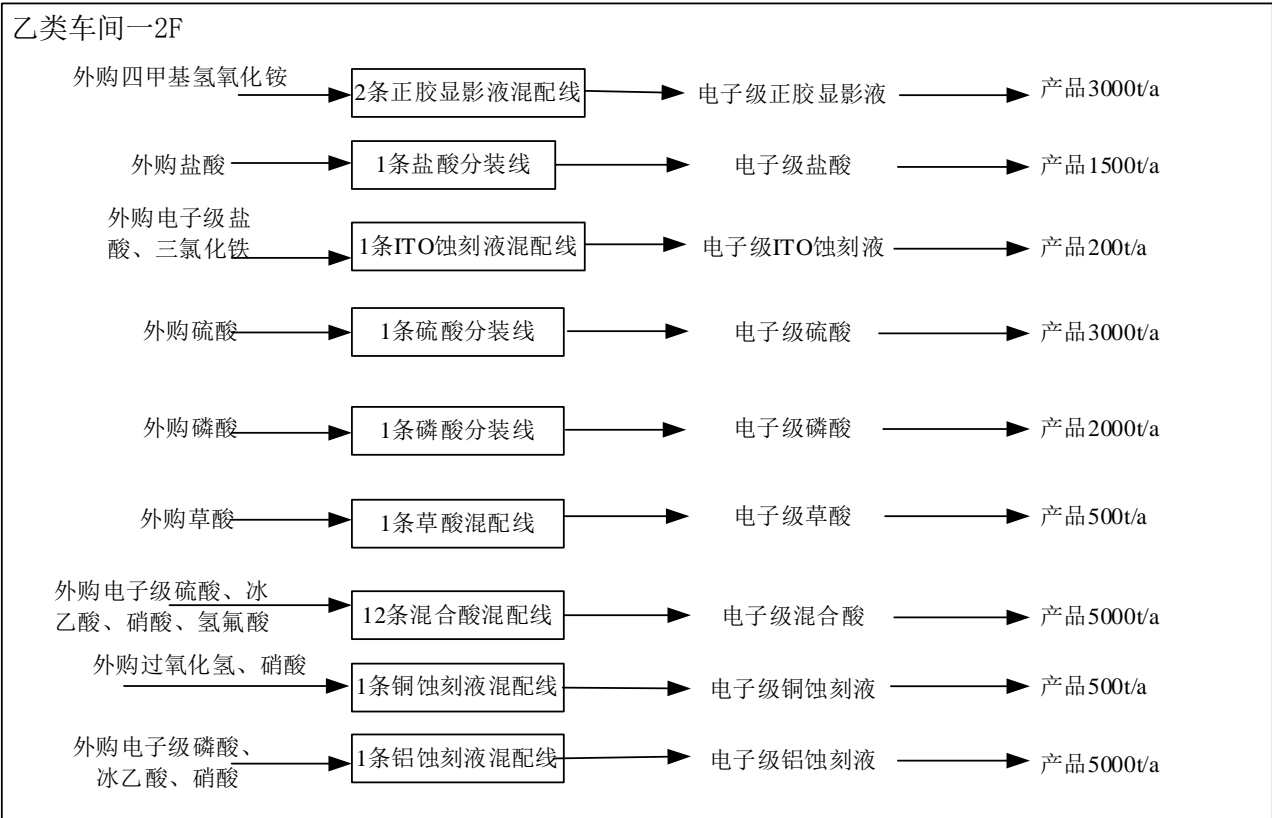 乙类车间一2F
外购四甲基氢氧化铵
2条正胶显影液混配线
电子级正胶显影液
产品3000t/a
外购盐酸
1条盐酸分装线
电子级盐酸
产品1500t/a
外购电子级盐
酸、三氯化铁
1条ITO蚀刻液混配线
电子级ITO蚀刻液
产品200t/a
外购硫酸
1条硫酸分装线
电子级硫酸
产品3000t/a
外购磷酸
1条磷酸分装线
电子级磷酸
产品2000t/a
外购草酸
1条草酸混配线
电子级草酸
产品500t/a
外购电子级硫酸、冰
乙酸、硝酸、氢氟酸
12条混合酸混配线
电子级混合酸
产品5000t/a
外购过氧化氢、硝酸
1条铜蚀刻液混配线
电子级铜蚀刻液
产品500t/a
外购电子级磷酸、
冰乙酸、硝酸
1条铝蚀刻液混配线
电子级铝蚀刻液
产品5000t/a